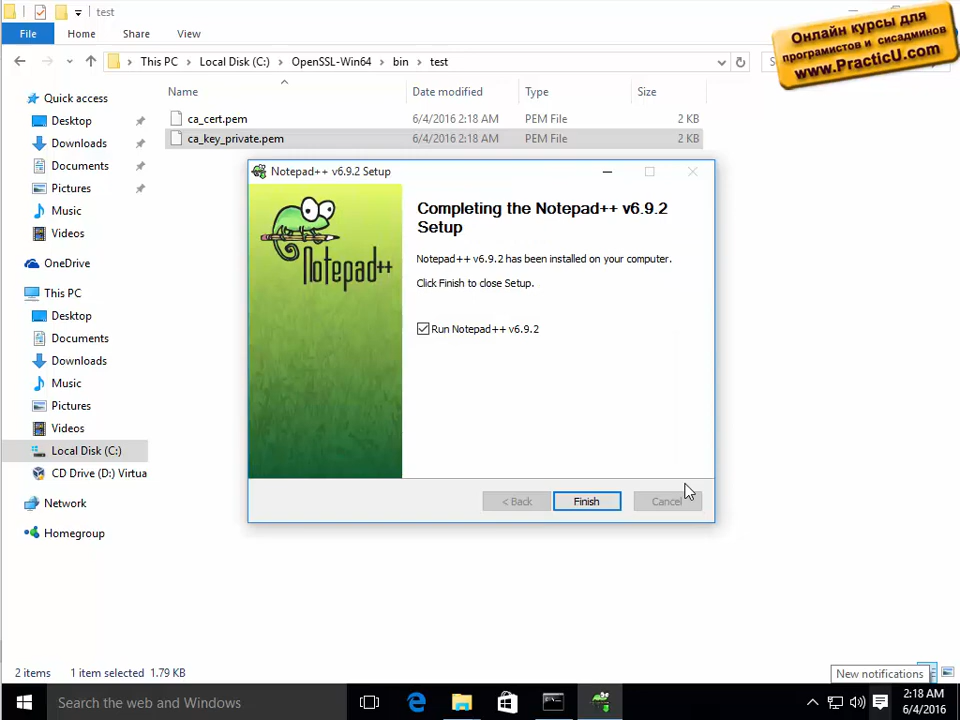 test
File
Home
Share
View
This PC
Local Disk (C:)
OpenSSL-Win64
bin
test
Онлайн курсы для
програмистов и сисадминов
www.PracticU.com
Quick access
Desktop
Downloads
Documents
Pictures
Music
Videos
OneDrive
This PC
Desktop
Documents
Downloads
Music
Pictures
Videos
Local Disk (C:)
CD Drive (D:) Virtua
Network
Homegroup
Name Date modified Type Size
ca_cert.pem 6/4/2016 2:18 AM PEM File 2 KB
ca_key_private.pem 6/4/2016 2:18 AM PEM File 2 KB
Notepad++ v6.9.2 Setup
Notepad++
Completing the Notepad++ v6.9.2
Setup
Notepad++ v6.9.2 has been installed on your computer.
Click Finish to close Setup.
Run Notepad++ v6.9.2
< Back
Finish
Cancel
2 items 1 item selected 1.79 KB
New notifications
Search the web and Windows
2:18 AM
6/4/2016